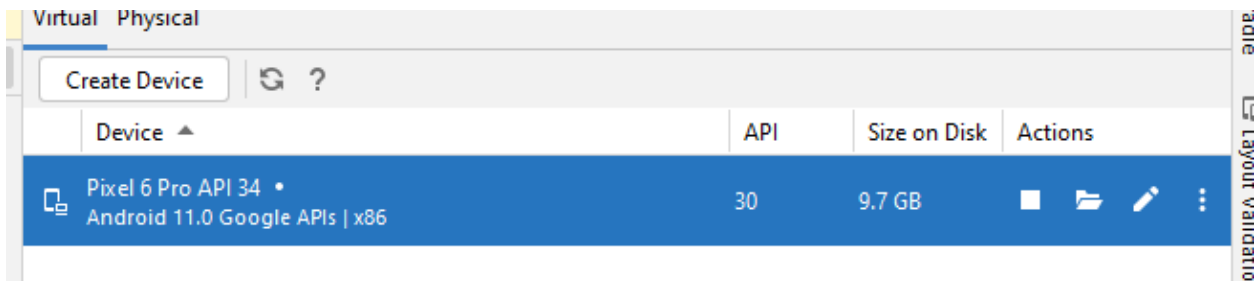 Virtual Physical
Create Device ?
Device API Size on Disk Actions
Pixel 6 Pro API 34 •
Android 11.0 Google APIs | x86
30 9.7 GB
Layout Validatio